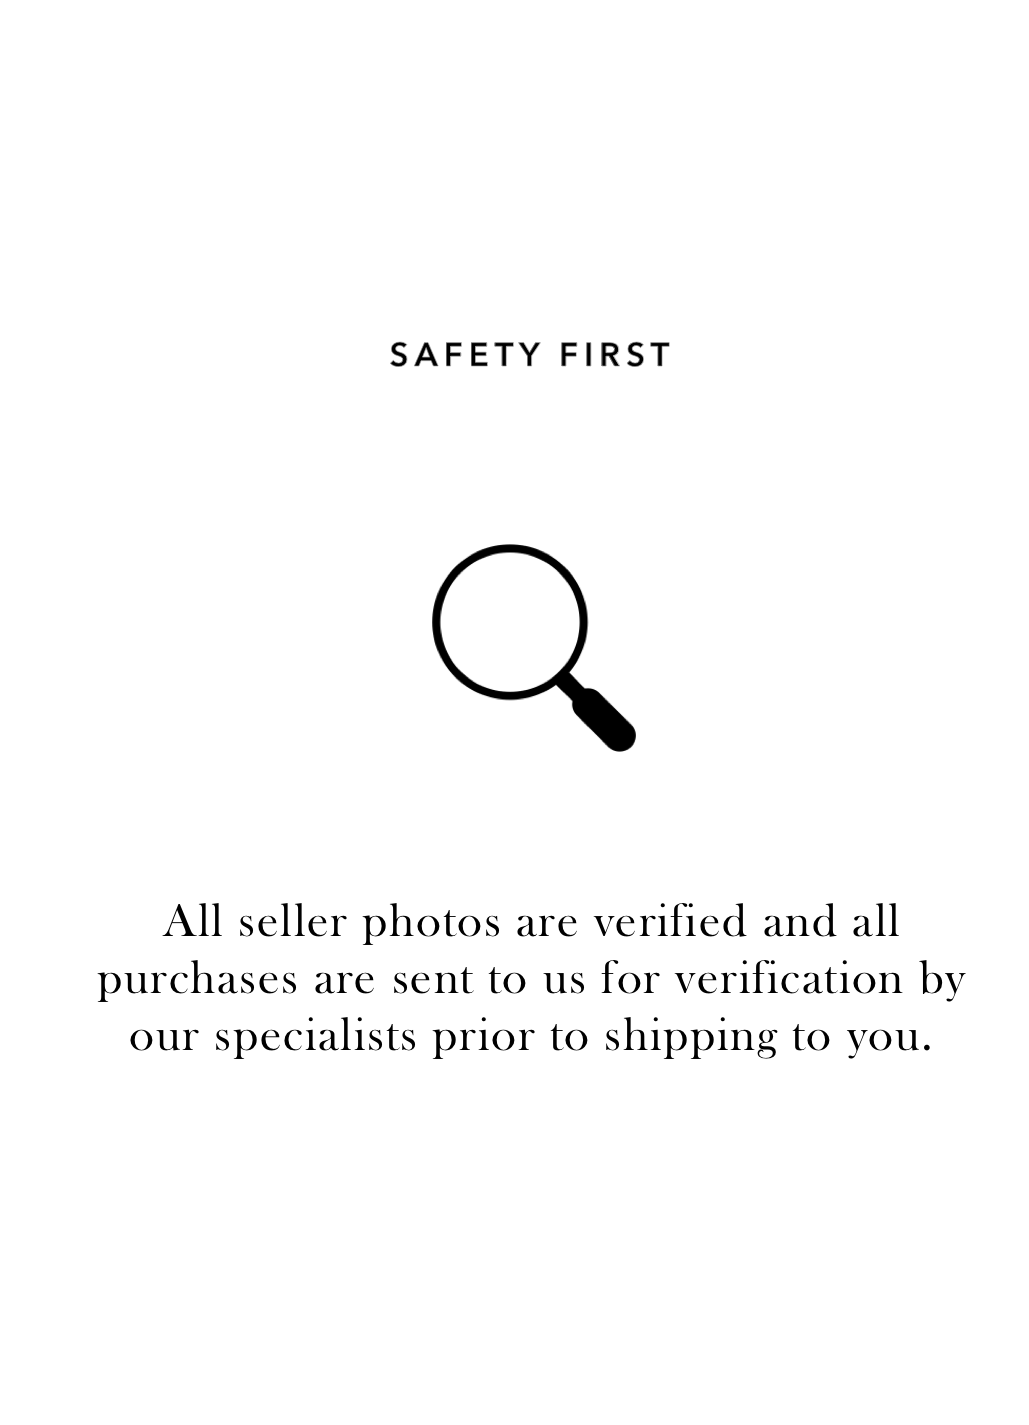 SAFETY FIRST
All seller photos are verified and all
purchases are sent to us for verification by
our specialists prior to shipping to you.